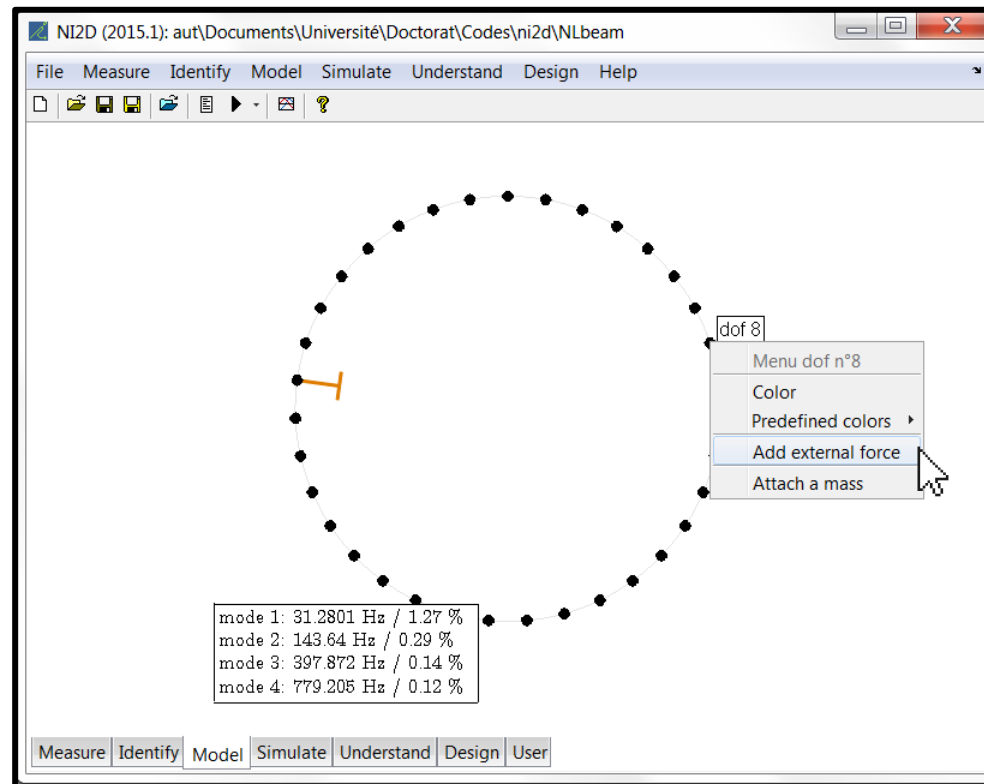 NI2D (2015.1): aut\Documents\Université\Doctorat\Codes\ni2d\NLbeam
File Measure Identify Model Simulate Understand Design Help
dof 8
Menu dof n°8
Color
Predefined colors
Add external force
Attach a mass
mode 1: 31.2801 Hz / 1.27 %
mode 2: 143.64 Hz / 0.29 %
mode 3: 397.872 Hz / 0.14 %
mode 4: 779.205 Hz / 0.12 %
Measure Identify Model Simulate Understand Design User